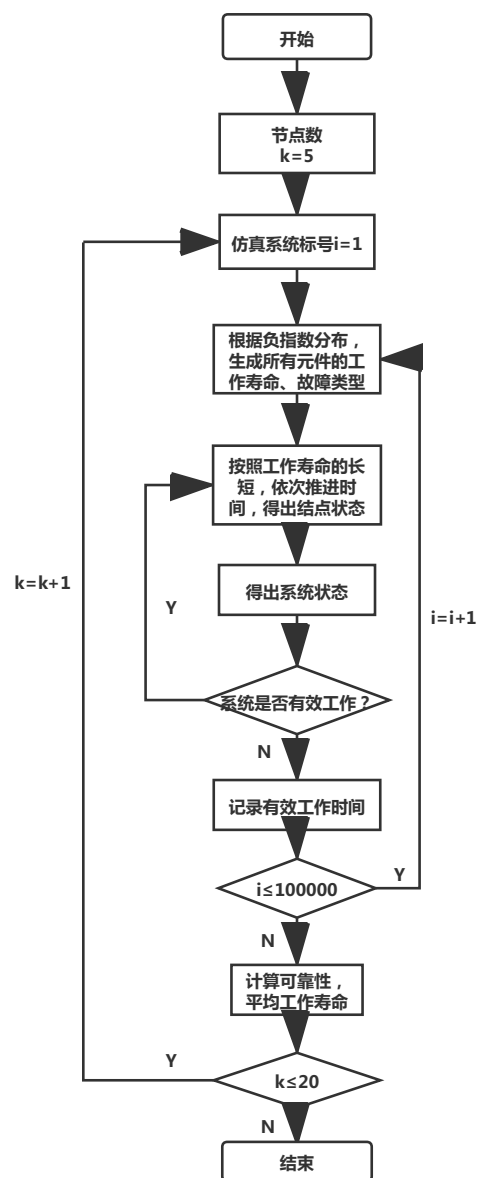 开始
节点数
k=5
仿真系统标号i=1
根据负指数分布，
生成所有元件的工
作寿命、故障类型
按照工作寿命的长
短，依次推进时
间，得出结点状态
k=k+1
得出系统状态
Y
i=i+1
系统是否有效工作？
N
记录有效工作时间
i≤100000
Y
N
计算可靠性，
平均工作寿命
Y
k≤20
N
结束